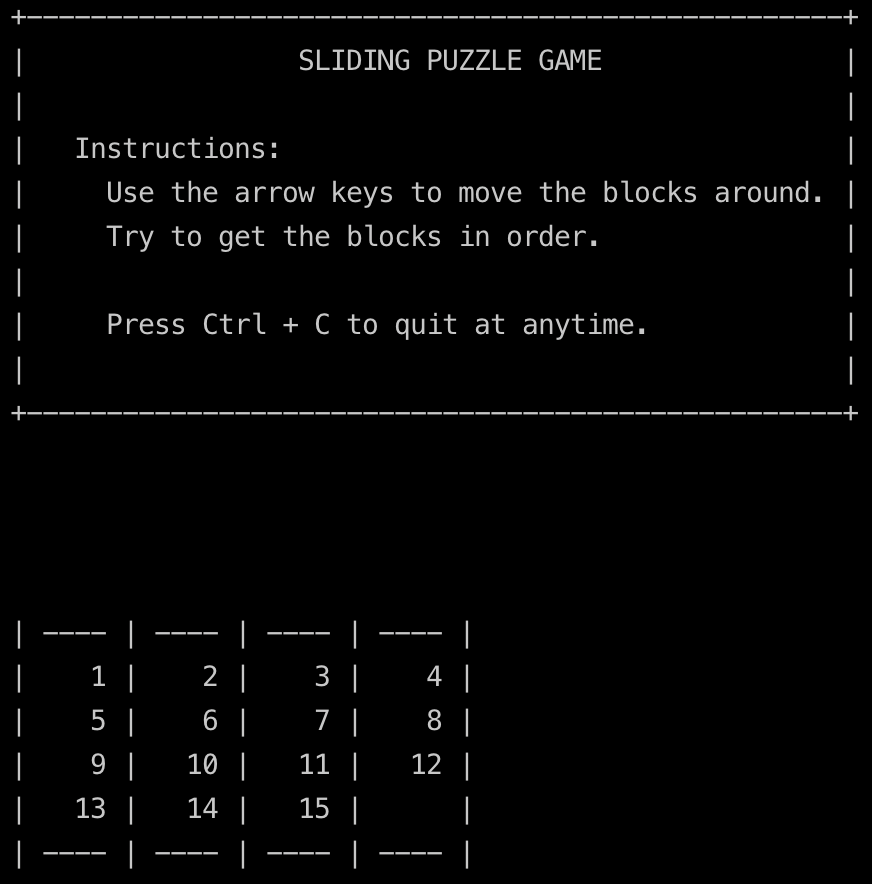 +---------------------------------------------------+
|                 SLIDING PUZZLE GAME               |
|                                                   |
|   Instructions:                                   |
|     Use the arrow keys to move the blocks around. |
|     Try to get the blocks in order.               |
|                                                   |
|     Press Ctrl + C to quit at anytime.            |
|                                                   |
+---------------------------------------------------+
| ---- | ---- | ---- | ---- |
|    1 |    2 |    3 |    4 |
|    5 |    6 |    7 |    8 |
|    9 |   10 |   11 |   12 |
|   13 |   14 |   15 |      |
| ---- | ---- | ---- | ---- |